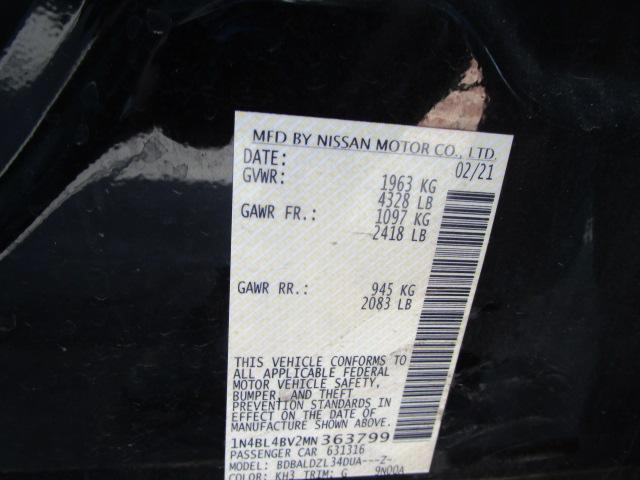 MFD BY NISSAN MOTOR CO., LTD.
DATE: 02/21
GVWR: 1963 KG
4328 LB
GAWR FR.: 1097 KG
2418 LB
GAWR RR.: 945 KG
2083 LB
THIS VEHICLE CONFORMS TO
ALL APPLICABLE FEDERAL
MOTOR VEHICLE SAFETY,
BUMPER, AND THEFT
PREVENTION STANDARDS IN
EFFECT ON THE DATE OF
MANUFACTURE SHOWN ABOVE.
1N4BL4BV2MN363799
PASSENGER CAR 631316
MODEL: BDBALDZL34DUA---Z-
COLOR: KH3 TRIM: G 9N00A